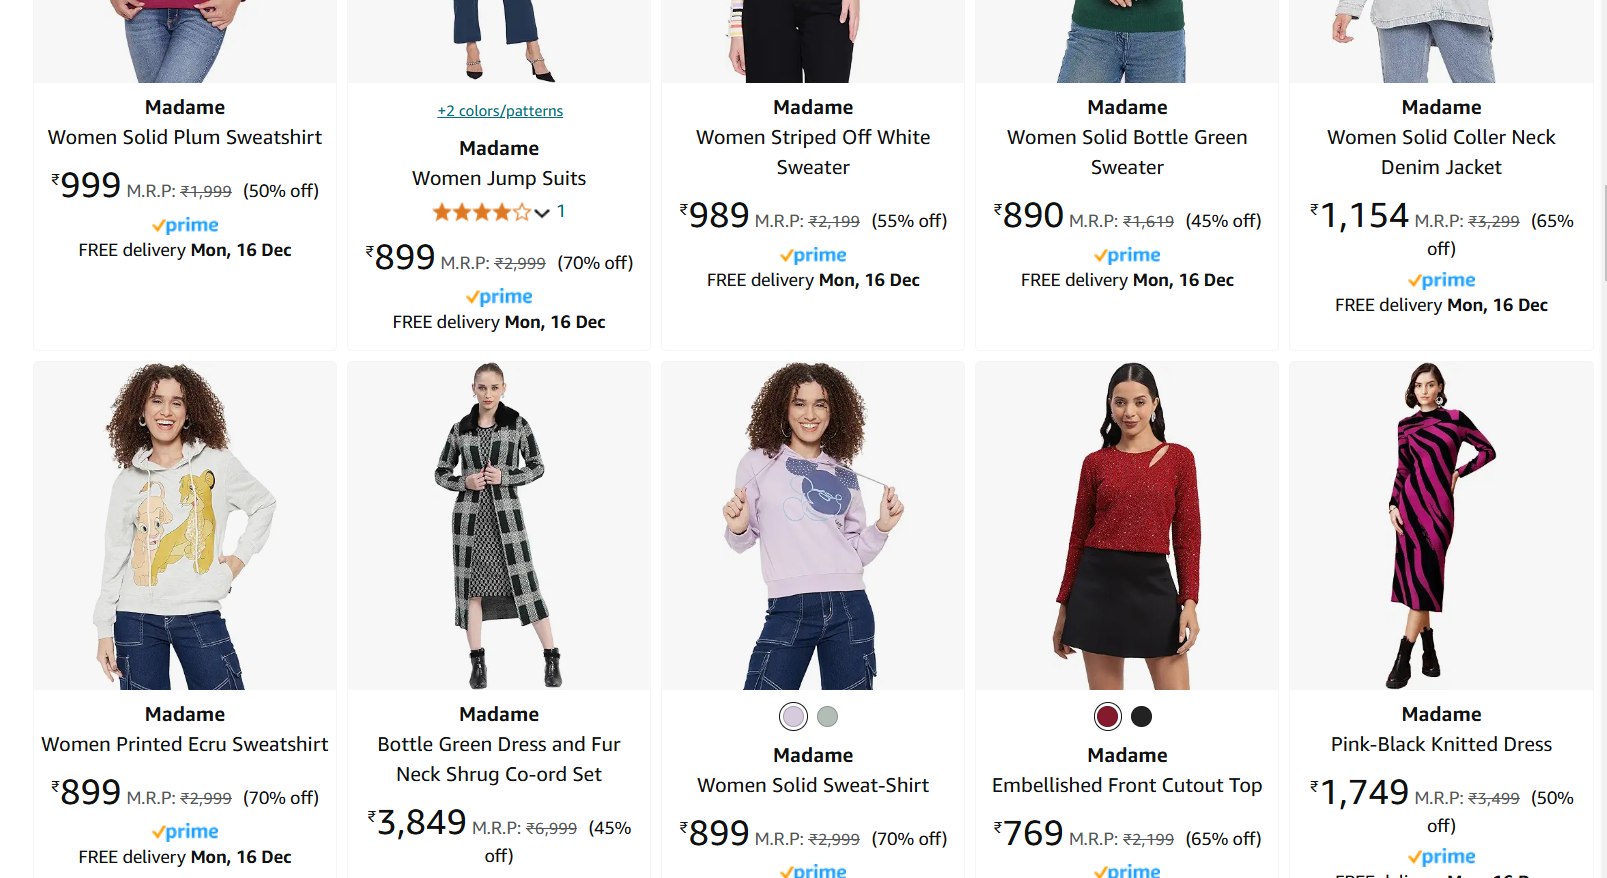 Madame
Women Solid Plum Sweatshirt
₹999 M.R.P: ₹1,999 (50% off)
prime
FREE delivery Mon, 16 Dec
+2 colors/patterns
Madame
Women Jump Suits
1
₹899 M.R.P: ₹2,999 (70% off)
prime
FREE delivery Mon, 16 Dec
Madame
Women Striped Off White
Sweater
₹989 M.R.P: ₹2,199 (55% off)
prime
FREE delivery Mon, 16 Dec
Madame
Women Solid Bottle Green
Sweater
₹890 M.R.P: ₹1,619 (45% off)
prime
FREE delivery Mon, 16 Dec
Madame
Women Solid Coller Neck
Denim Jacket
₹1,154 M.R.P: ₹3,299 (65%
off)
prime
FREE delivery Mon, 16 Dec
Madame
Women Printed Ecru Sweatshirt
₹899 M.R.P: ₹2,999 (70% off)
prime
FREE delivery Mon, 16 Dec
Madame
Bottle Green Dress and Fur
Neck Shrug Co-ord Set
₹3,849 M.R.P: ₹6,999 (45%
off)
Madame
Women Solid Sweat-Shirt
₹899 M.R.P: ₹2,999 (70% off)
prime
Madame
Embellished Front Cutout Top
₹769 M.R.P: ₹2,199 (65% off)
prime
Madame
Pink-Black Knitted Dress
₹1,749 M.R.P: ₹3,499 (50%
off)
prime